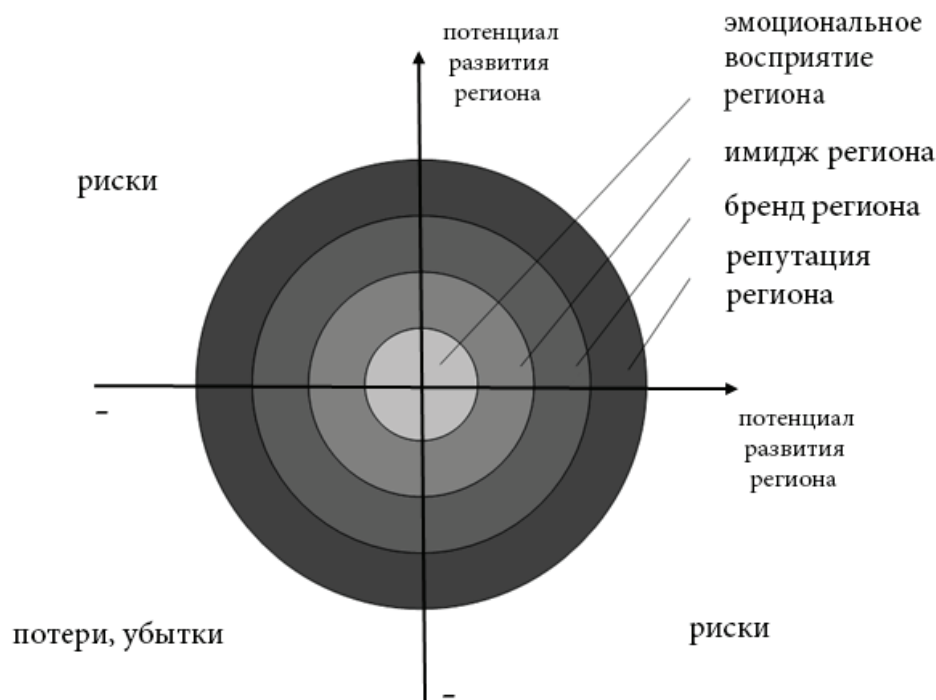 потенциал
развития
региона
эмоциональное
восприятие
региона
имидж региона
бренд региона
репутация
региона
риски
–
потенциал
развития
региона
потери, убытки
риски
–